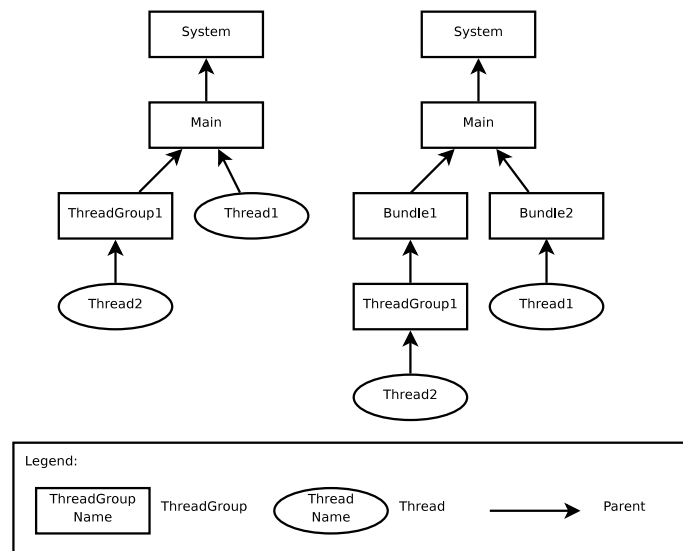 System
System
Main
Main
ThreadGroup1
Thread1
Bundle1
Bundle2
Thread2
ThreadGroup1
Thread1
Thread2
Legend:
ThreadGroup
Name
ThreadGroup
Thread
Name
Thread
Parent